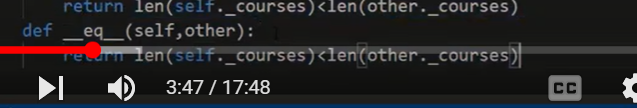 return len(self._courses)<len(other._courses)
def __eq__(self,other):
return len(self._courses)<len(other._courses)
3:47 / 17:48
CC